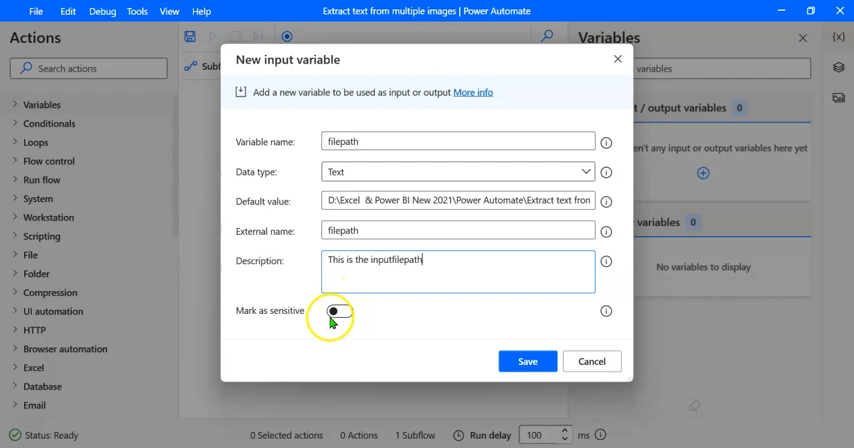 File Edit Debug Tools View Help Extract text from multiple images | Power Automate
Actions
Search actions
Variables
Conditionals
Loops
Flow control
Run flow
System
Workstation
Scripting
File
Folder
Compression
UI automation
HTTP
Browser automation
Excel
Database
Email
Subf
New input variable
Add a new variable to be used as input or output More info
Variable name: filepath
Data type: Text
Default value: D:\Excel & Power BI New 2021\Power Automate\Extract text fron
External name: filepath
Description: This is the inputfilepath
Mark as sensitive
Save Cancel
Variables {x}
variables
t / output variables 0
n't any input or output variables here yet
variables 0
No variables to display
Status: Ready 0 Selected actions 0 Actions 1 Subflow Run delay 100 ms